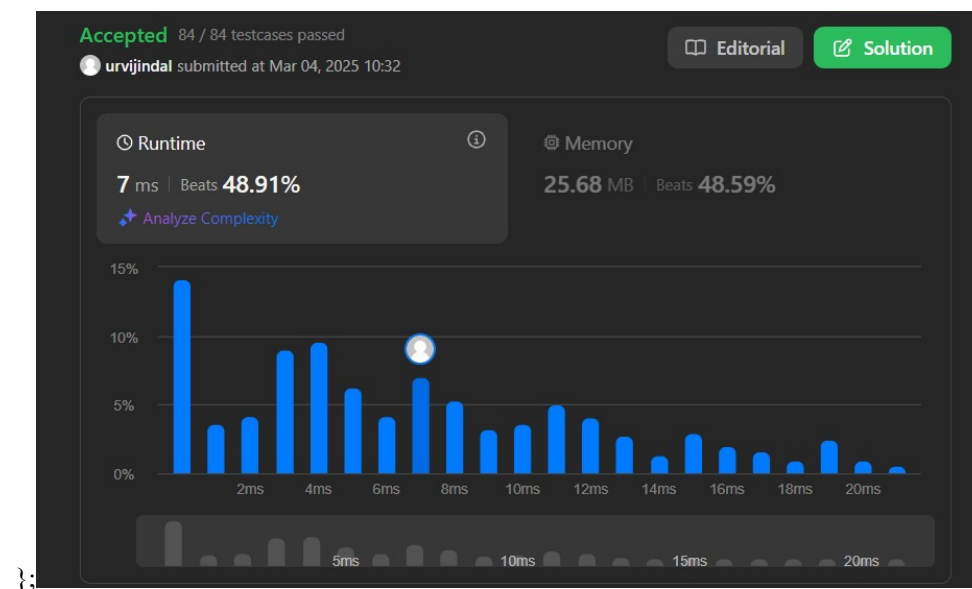 Accepted 84 / 84 testcases passed
Editorial
Solution
urvijindal submitted at Mar 04, 2025 10:32
Runtime
Memory
7 ms | Beats 48.91%
25.68 MB | Beats 48.59%
Analyze Complexity
15%
10%
5%
0%
2ms 4ms 6ms 8ms 10ms 12ms 14ms 16ms 18ms 20ms
5ms 10ms 15ms 20ms
};